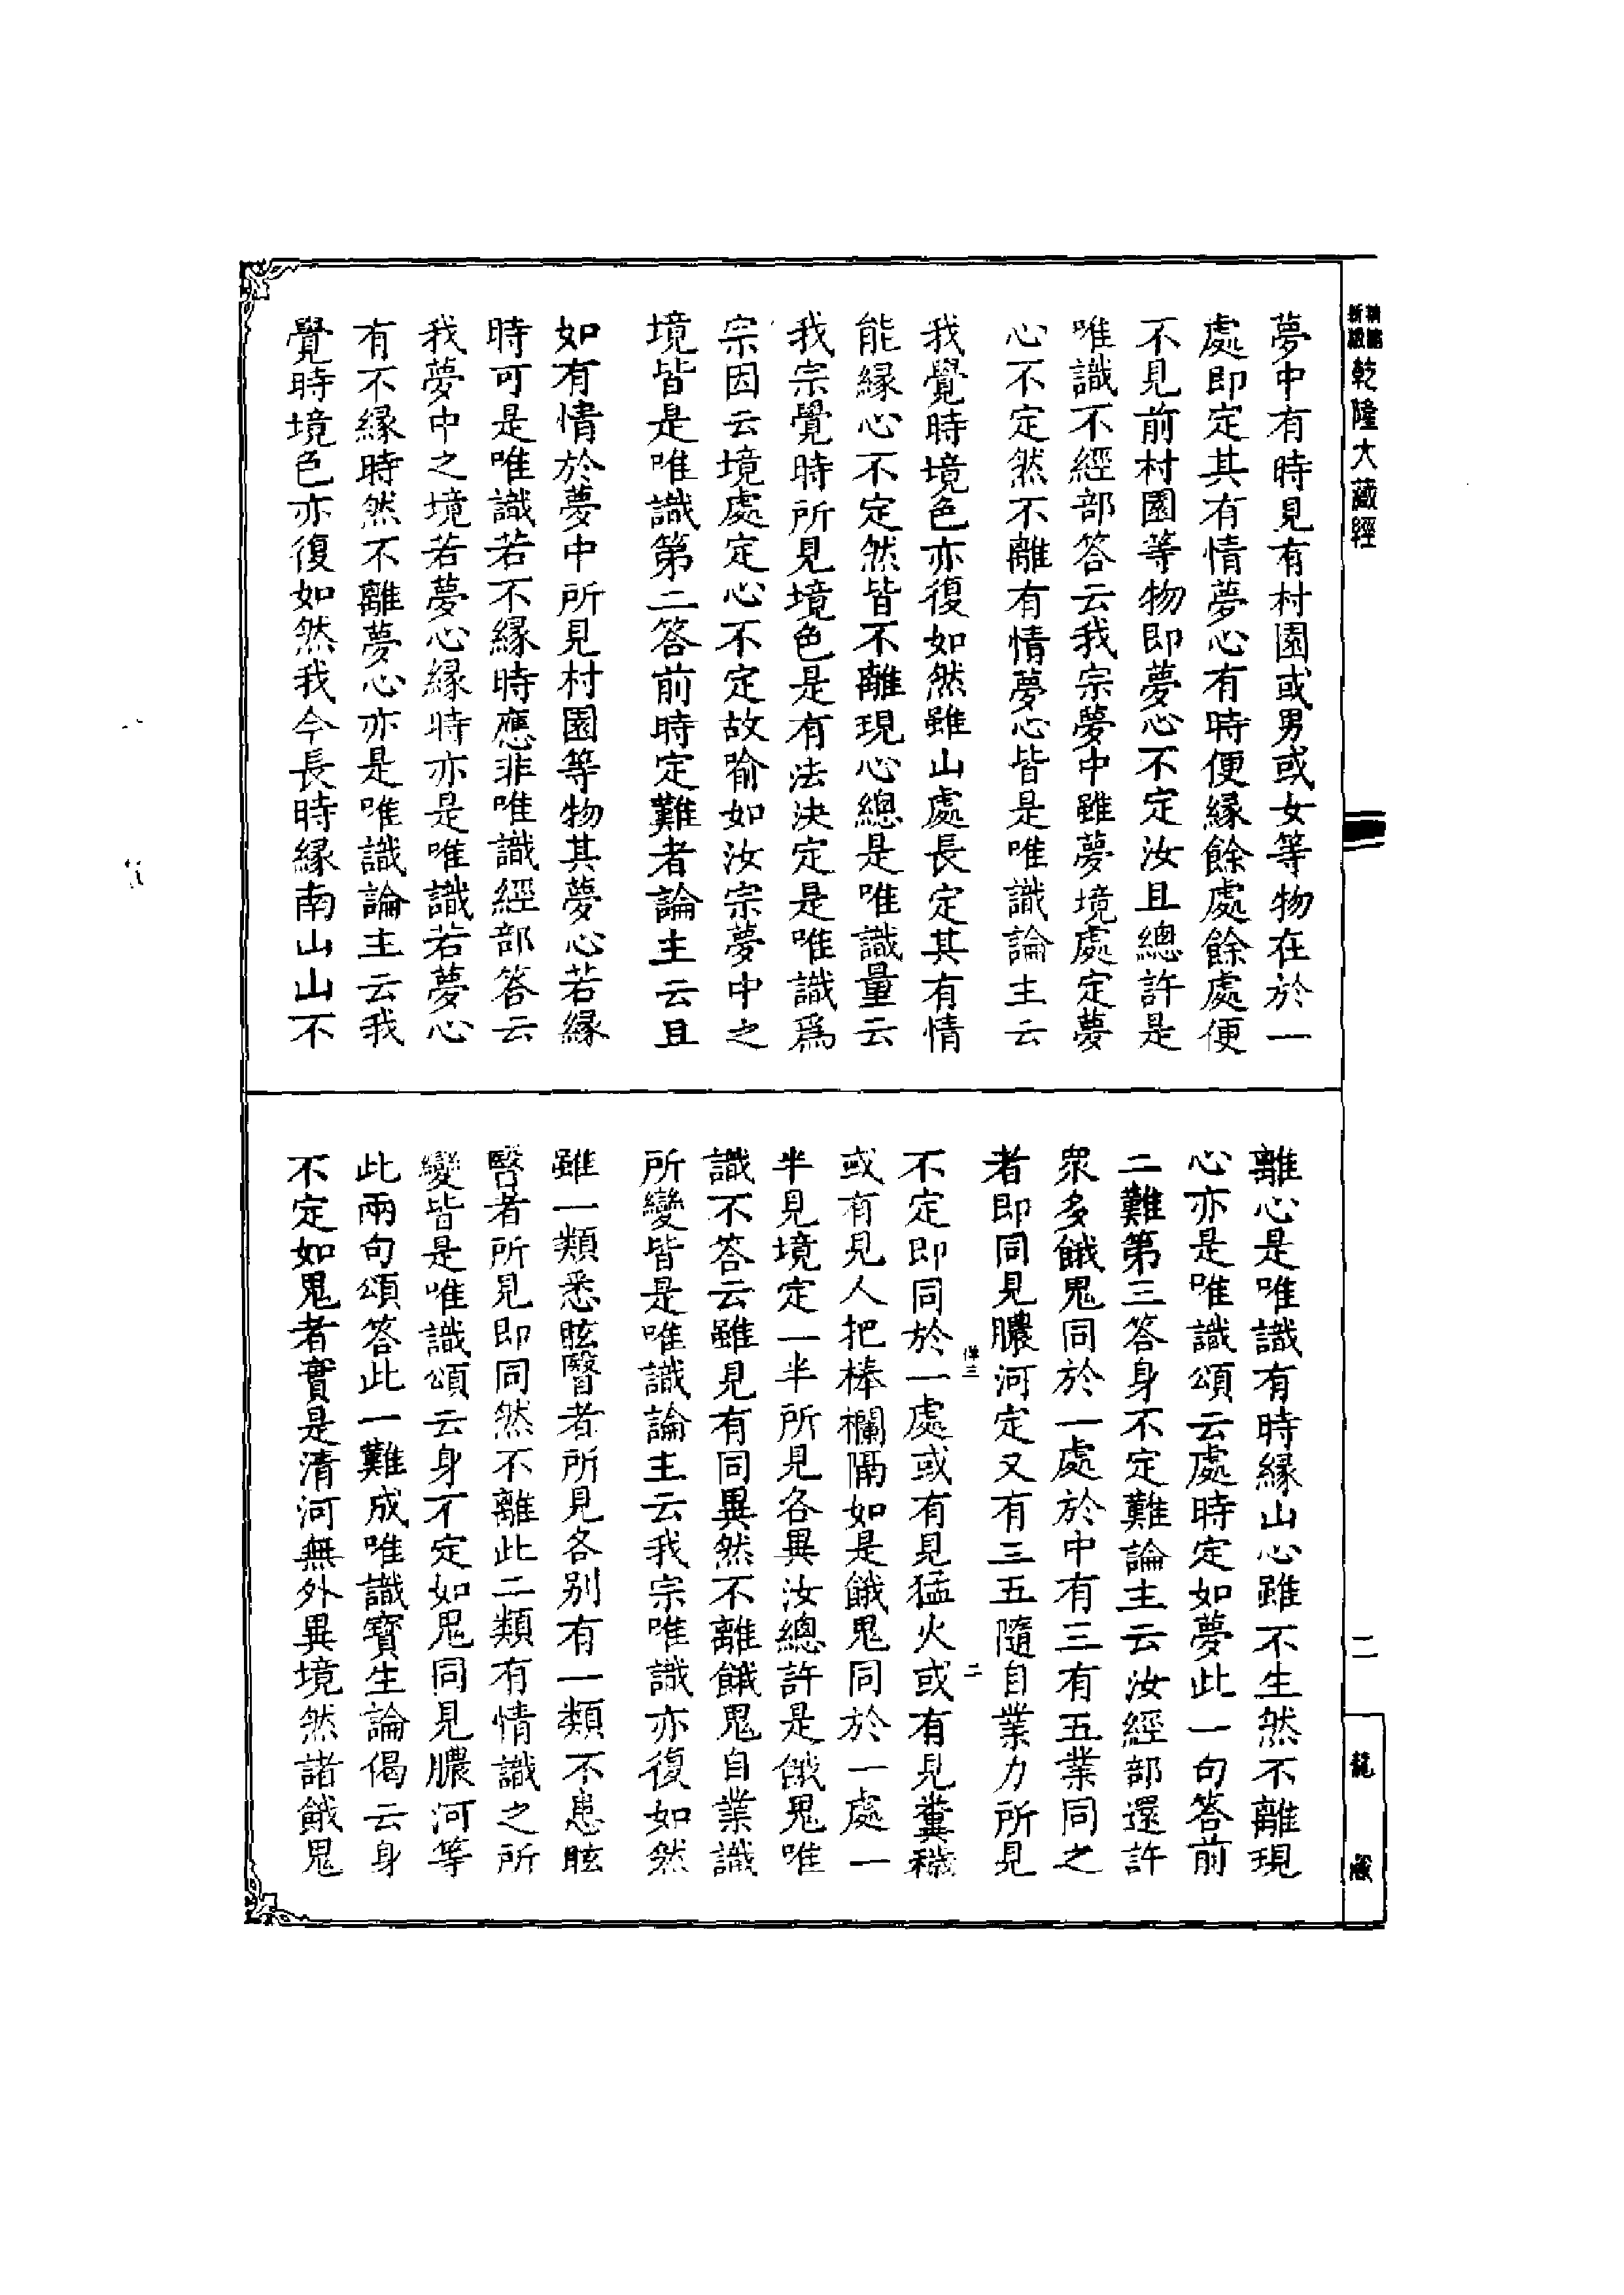 乾隆大藏經
夢中有時見有村園或男或女等物在於一
處即定其有情夢心有時便緣餘處餘處便
不見前村園等物即夢心不定汝且總許是
唯識不經部答云我宗夢中雖夢境處定夢
心不定然不離有情夢心皆是唯識論主云
我覺時境色亦復如然雖山處長定其有情
能緣心不定然皆不離現心總是唯識量云
我宗覺時所見境色是有法決定是唯識為
宗因云境處定心不定故喻如汝宗夢中之
境皆是唯識第二答前時定難者論主云且
如有情於夢中所見村園等物其夢心若緣
時可是唯識若不緣時應非唯識經部答云
我夢中之境若夢心緣時亦是唯識若夢心
有不緣時然不離夢心亦是唯識論主云我
覺時境色亦復如然我今長時緣南山山不
離心是唯識有時緣山心雖不生然不離現
心亦是唯識頌云處時定如夢此一句答前
二難第三答身不定難論主云汝經部還許
眾多餓鬼同於一處於中有三有五業同之
者即同見膿河定又有三五隨自業力所見
不定即同於一處或有見猛火或有見糞穢
或有見人把棒欄隔如是餓鬼同於一處一
半見境定一半所見各異汝總許是餓鬼唯
識不答云雖見有同異然不離餓鬼自業識
所變皆是唯識論主云我宗唯識亦復如然
雖一類悉眩瞖者所見各別有一類不患眩
瞖者所見即同然不離此二類有情識之所
變皆是唯識頌云身不定如鬼同見膿河等
此兩句頌答此一難成唯識寶生論偈云身
不定如鬼者實是清河無外異境然諸餓鬼
二
二
龍藏